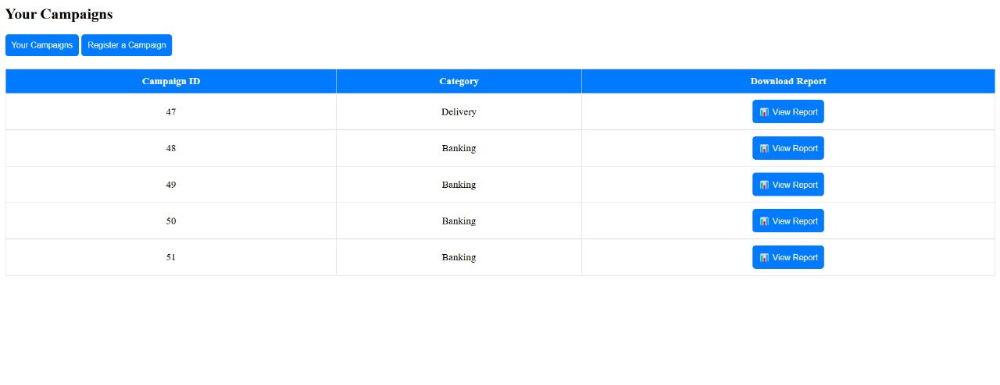 Your Campaigns
Your Campaigns Register a Campaign
Campaign ID Category Download Report
47 Delivery View Report
48 Banking View Report
49 Banking View Report
50 Banking View Report
51 Banking View Report